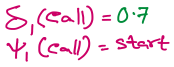 δ₁(call) = 0.7
Ψ₁(call) = start